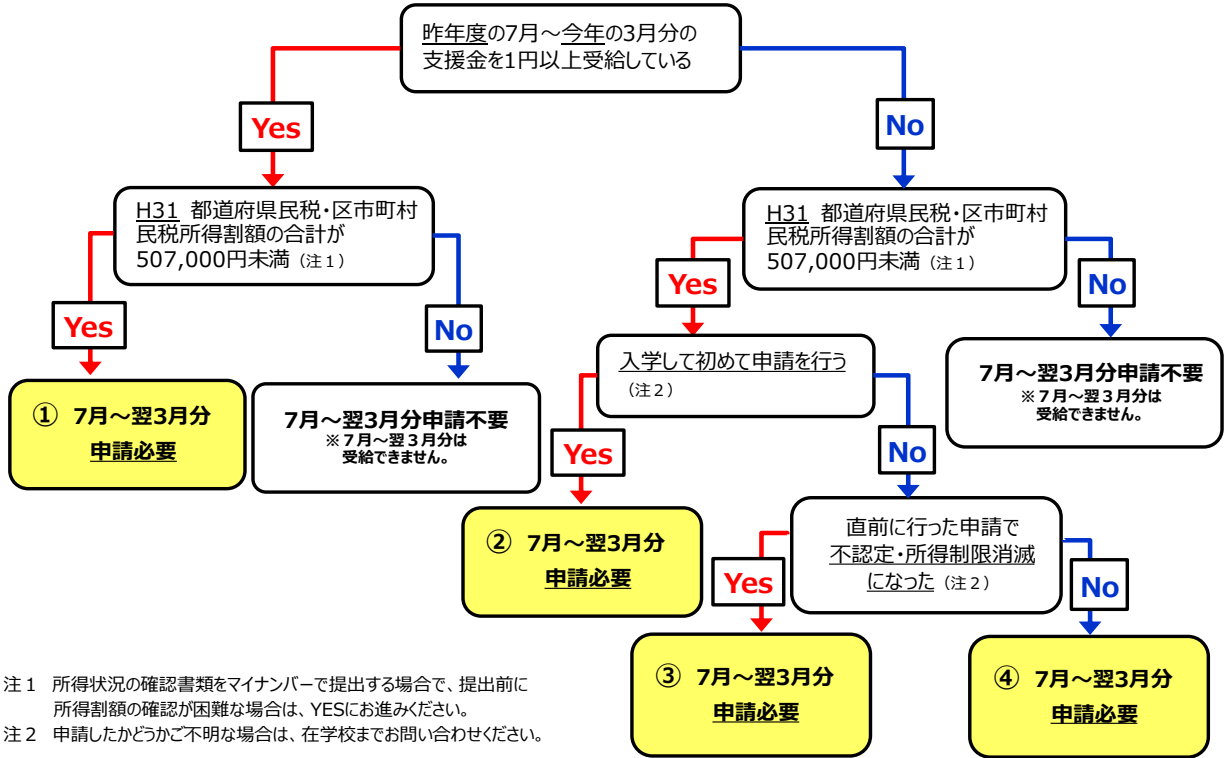 昨年度の7月～今年の3月分の
支援金を1円以上受給している
Yes
No
H31 都道府県民税・区市町村
民税所得割額の合計が
507,000円未満（注１）
H31 都道府県民税・区市町村
民税所得割額の合計が
507,000円未満（注１）
Yes
No
Yes
No
① 7月～翌3月分
申請必要
7月～翌3月分申請不要
※７月～翌３月分は
受給できません。
入学して初めて申請を行う
（注２）
7月～翌3月分申請不要
※７月～翌３月分は
受給できません。
Yes
No
② 7月～翌3月分
申請必要
直前に行った申請で
不認定・所得制限消滅
になった（注２）
Yes
No
③ 7月～翌3月分
申請必要
④ 7月～翌3月分
申請必要
注１ 所得状況の確認書類をマイナンバーで提出する場合で、提出前に
所得割額の確認が困難な場合は、YESにお進みください。
注２ 申請したかどうかご不明な場合は、在学校までお問い合わせください。